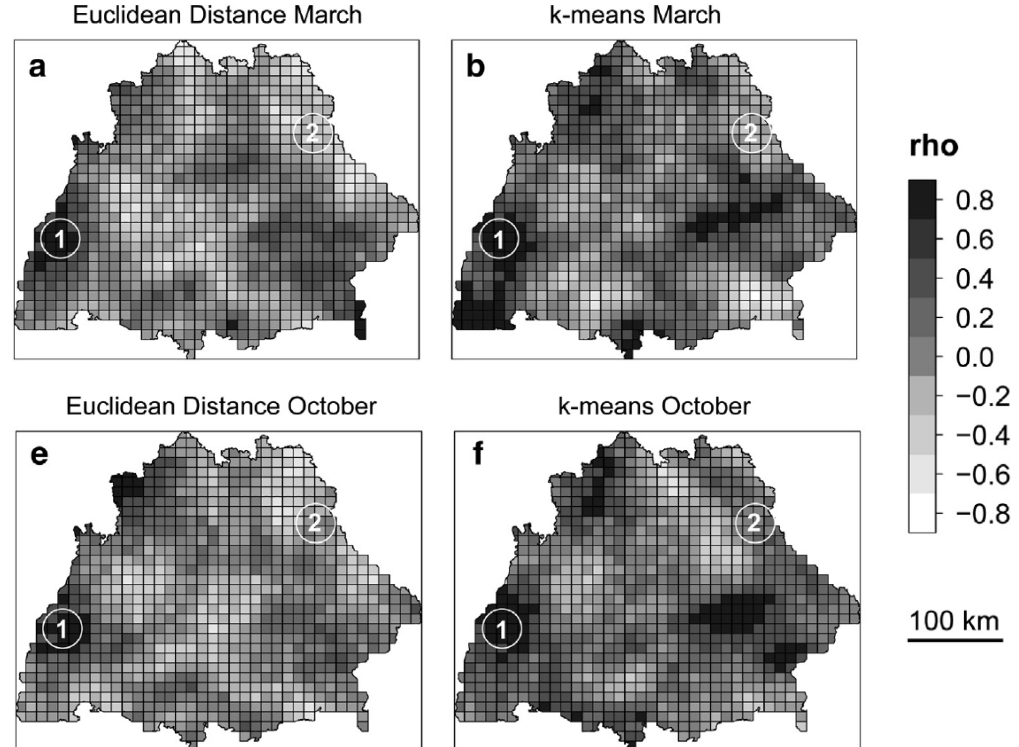 Euclidean Distance March
k-means March
a
b
2
2
1
1
rho
0.8
0.6
0.4
0.2
0.0
−0.2
−0.4
−0.6
−0.8
100 km
Euclidean Distance October
k-means October
e
f
2
2
1
1